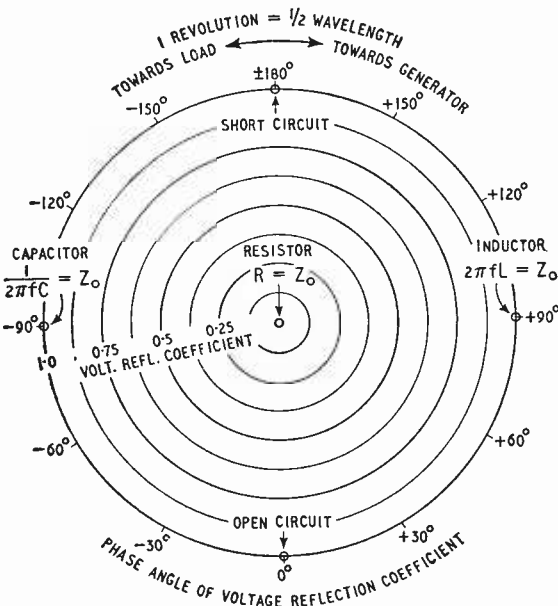 1 REVOLUTION = 1/2 WAVELENGTH
TOWARDS LOAD
TOWARDS GENERATOR
±180°
-150°
+150°
SHORT CIRCUIT
-120°
+120°
CAPACITOR
1/2πfC = Z₀
RESISTOR
R = Z₀
INDUCTOR
2πfL = Z₀
-90°
+90°
1·0
0·75
0·5
0·25
VOLT. REFL. COEFFICIENT
-60°
+60°
OPEN CIRCUIT
-30°
+30°
0°
PHASE ANGLE OF VOLTAGE REFLECTION COEFFICIENT